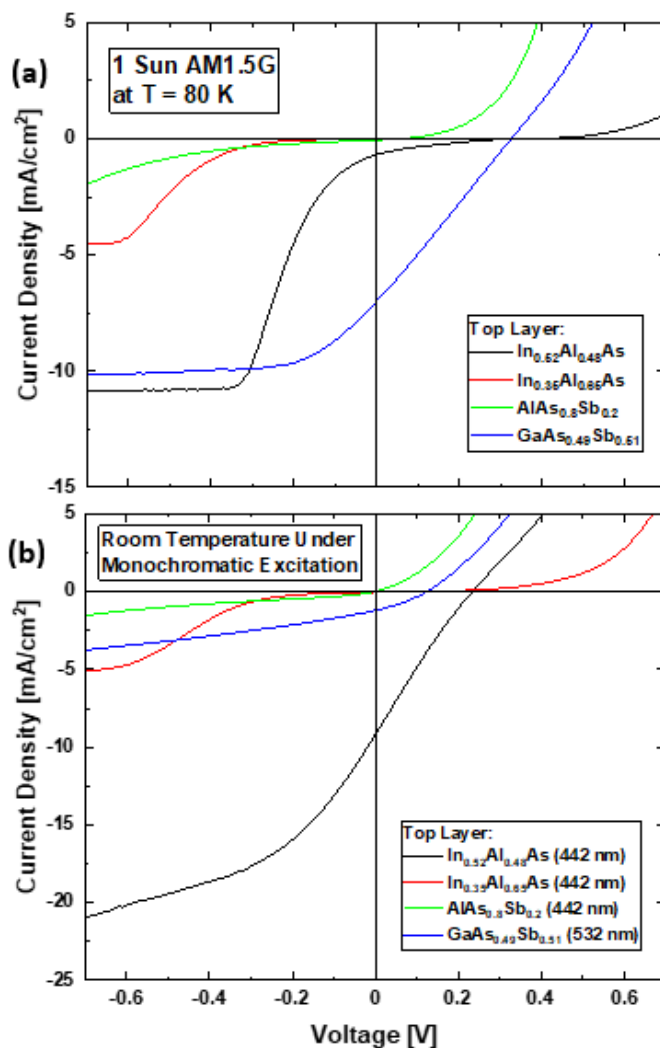 (a)
1 Sun AM1.5G
at T = 80 K
5
0
-5
-10
-15
Current Density [mA/cm²]
Top Layer:
In₀.₅₂Al₀.₄₈As
In₀.₃₅Al₀.₆₅As
AlAs₀.₈Sb₀.₂
GaAs₀.₄₉Sb₀.₅₁
(b)
Room Temperature Under
Monochromatic Excitation
5
0
-5
-10
-15
-20
-25
Current Density [mA/cm²]
Top Layer:
In₀.₅₂Al₀.₄₈As (442 nm)
In₀.₃₅Al₀.₆₅As (442 nm)
AlAs₀.₈Sb₀.₂ (442 nm)
GaAs₀.₄₉Sb₀.₅₁ (532 nm)
-0.6 -0.4 -0.2 0 0.2 0.4 0.6
Voltage [V]